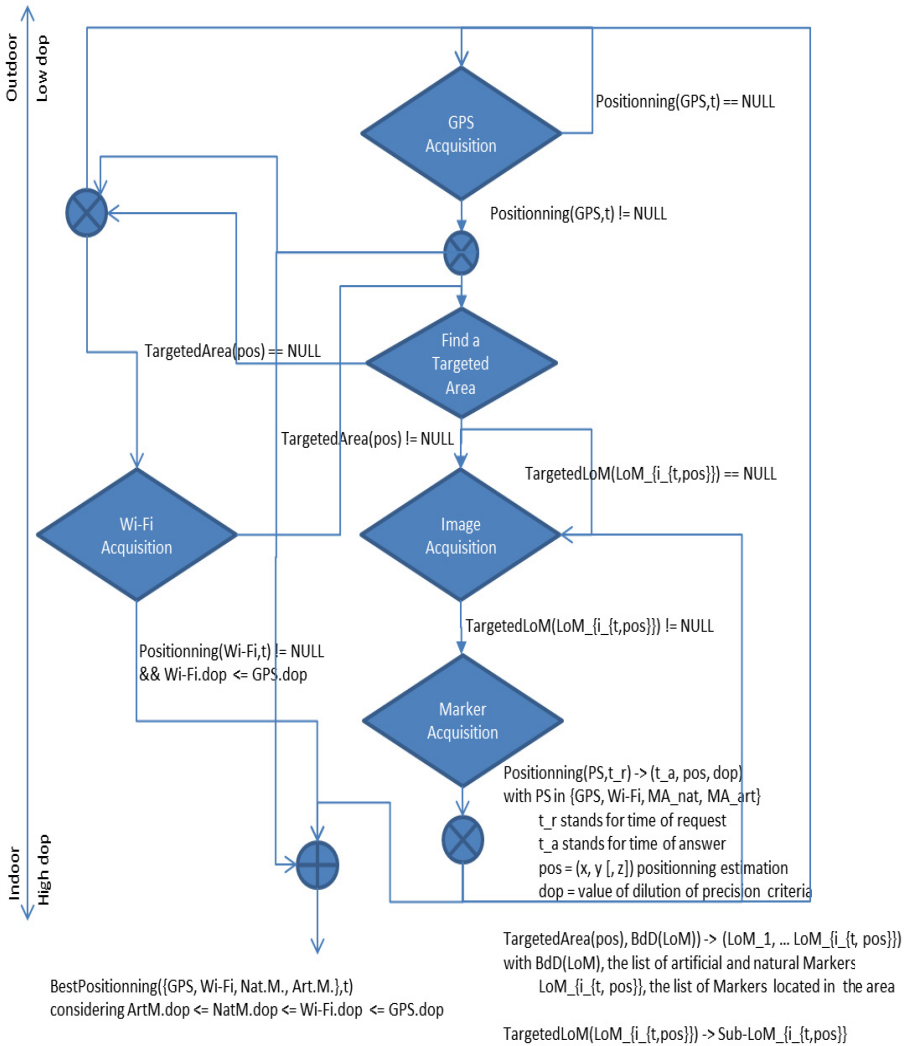 Outdoor
Low dop
GPS
Acquisition
Positionning(GPS,t) == NULL
Positionning(GPS,t) != NULL
Find a
Targeted
Area
TargetedArea(pos) == NULL
TargetedArea(pos) != NULL
TargetedLoM(LoM_{i_{t,pos}}) == NULL
Wi-Fi
Acquisition
Image
Acquisition
TargetedLoM(LoM_{i_{t,pos}}) != NULL
Positionning(Wi-Fi,t) != NULL
&& Wi-Fi.dop <= GPS.dop
Marker
Acquisition
Positionning(PS,t_r) -> (t_a, pos, dop)
with PS in {GPS, Wi-Fi, MA_nat, MA_art}
t_r stands for time of request
t_a stands for time of answer
pos = (x, y [, z]) positionning estimation
dop = value of dilution of precision criteria
Indoor
High dop
TargetedArea(pos), BdD(LoM)) -> (LoM_1, ... LoM_{i_{t, pos}})
with BdD(LoM), the list of artificial and natural Markers
LoM_{i_{t, pos}}, the list of Markers located in the area
BestPositionning({GPS, Wi-Fi, Nat.M., Art.M.},t)
considering ArtM.dop <= NatM.dop <= Wi-Fi.dop <= GPS.dop
TargetedLoM(LoM_{i_{t,pos}}) -> Sub-LoM_{i_{t,pos}}